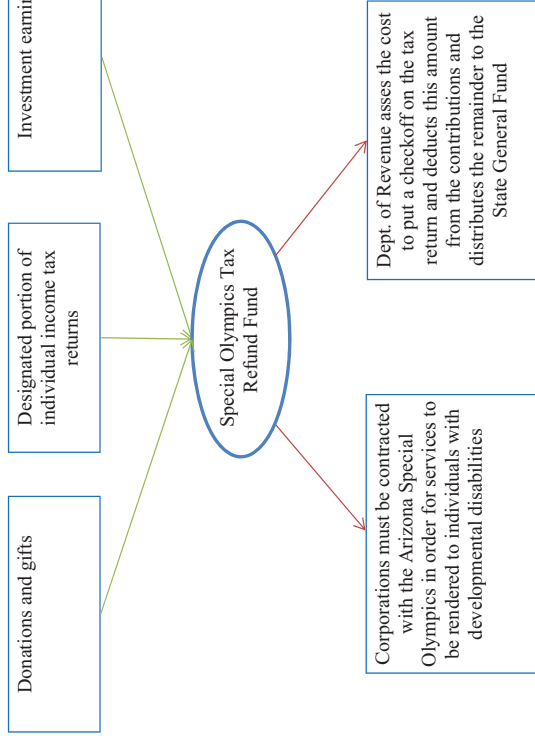 Donations and gifts
Designated portion of
individual income tax
returns
Investment
Special Olympics Tax
Refund Fund
Corporations must be contracted
with the Arizona Special
Olympics in order for services to
be rendered to individuals with
developmental disabilities
Dept. of Revenue asses the cost
to put a checkoff on the tax
return and deducts this amount
from the contributions and
distributes the remainder to the
State General Fund